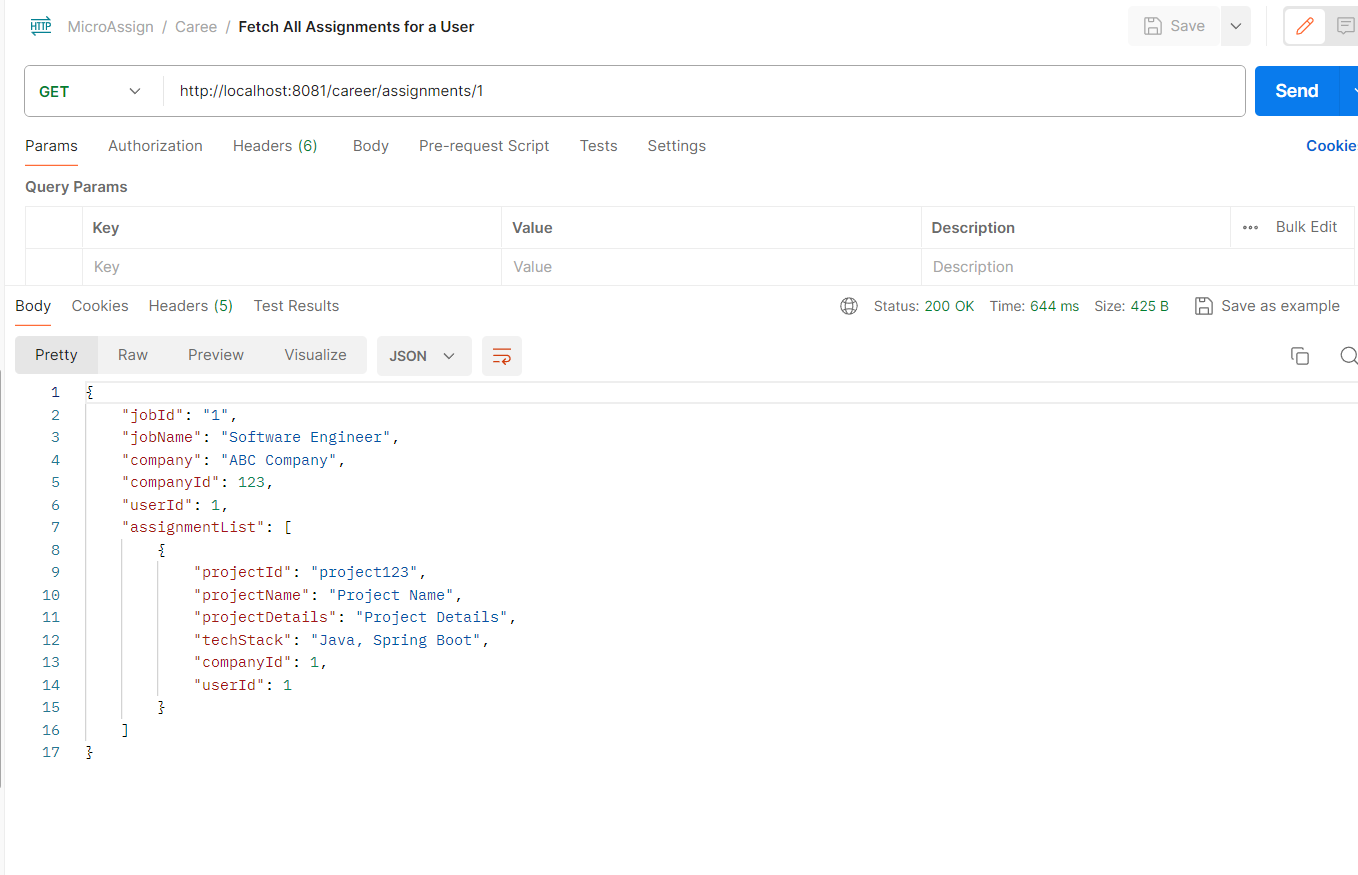 HTTP MicroAssign / Caree / Fetch All Assignments for a User Save
GET http://localhost:8081/career/assignments/1 Send
Params Authorization Headers (6) Body Pre-request Script Tests Settings Cookie
Query Params
Key Value Description ••• Bulk Edit
Key Value Description
Body Cookies Headers (5) Test Results Status: 200 OK Time: 644 ms Size: 425 B Save as example
Pretty Raw Preview Visualize JSON
1 {
2 "jobId": "1",
3 "jobName": "Software Engineer",
4 "company": "ABC Company",
5 "companyId": 123,
6 "userId": 1,
7 "assignmentList": [
8 {
9 "projectId": "project123",
10 "projectName": "Project Name",
11 "projectDetails": "Project Details",
12 "techStack": "Java, Spring Boot",
13 "companyId": 1,
14 "userId": 1
15 }
16 ]
17 }